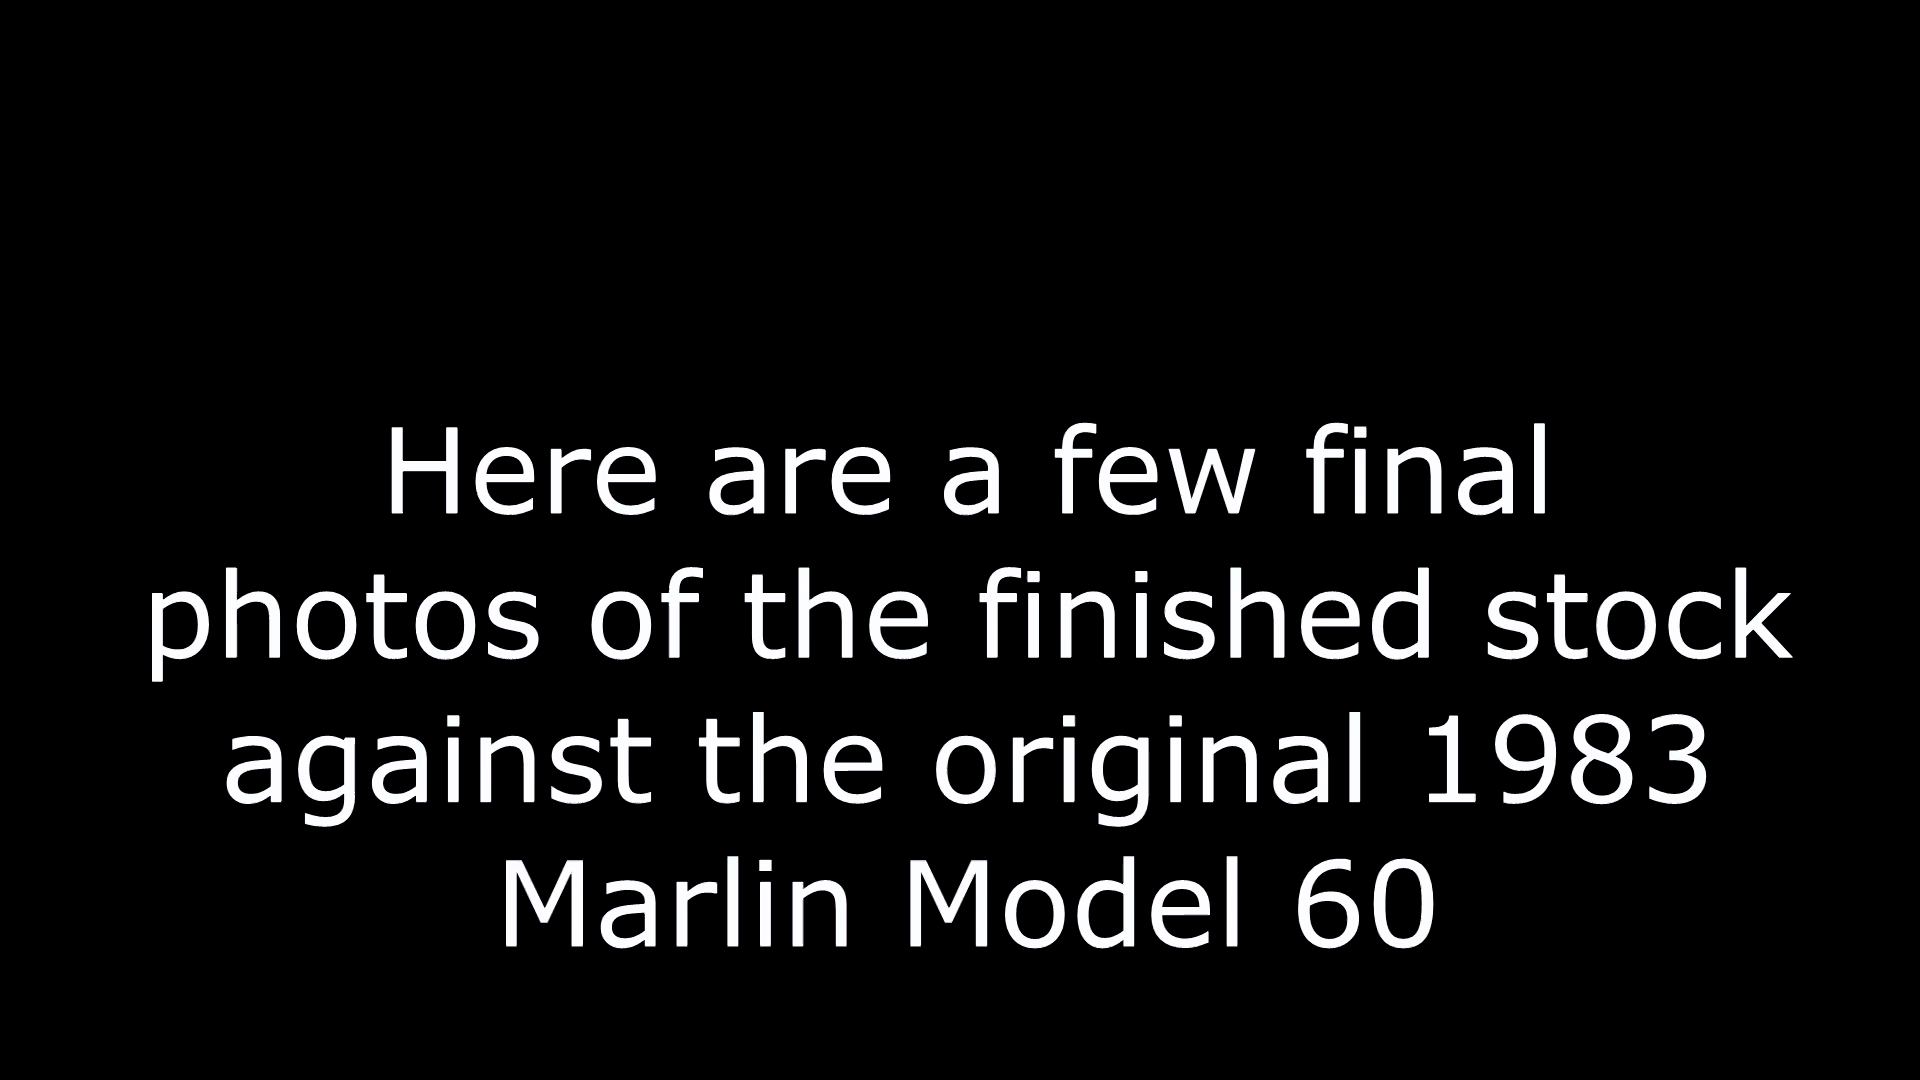 Here are a few final
photos of the finished stock
against the original 1983
Marlin Model 60